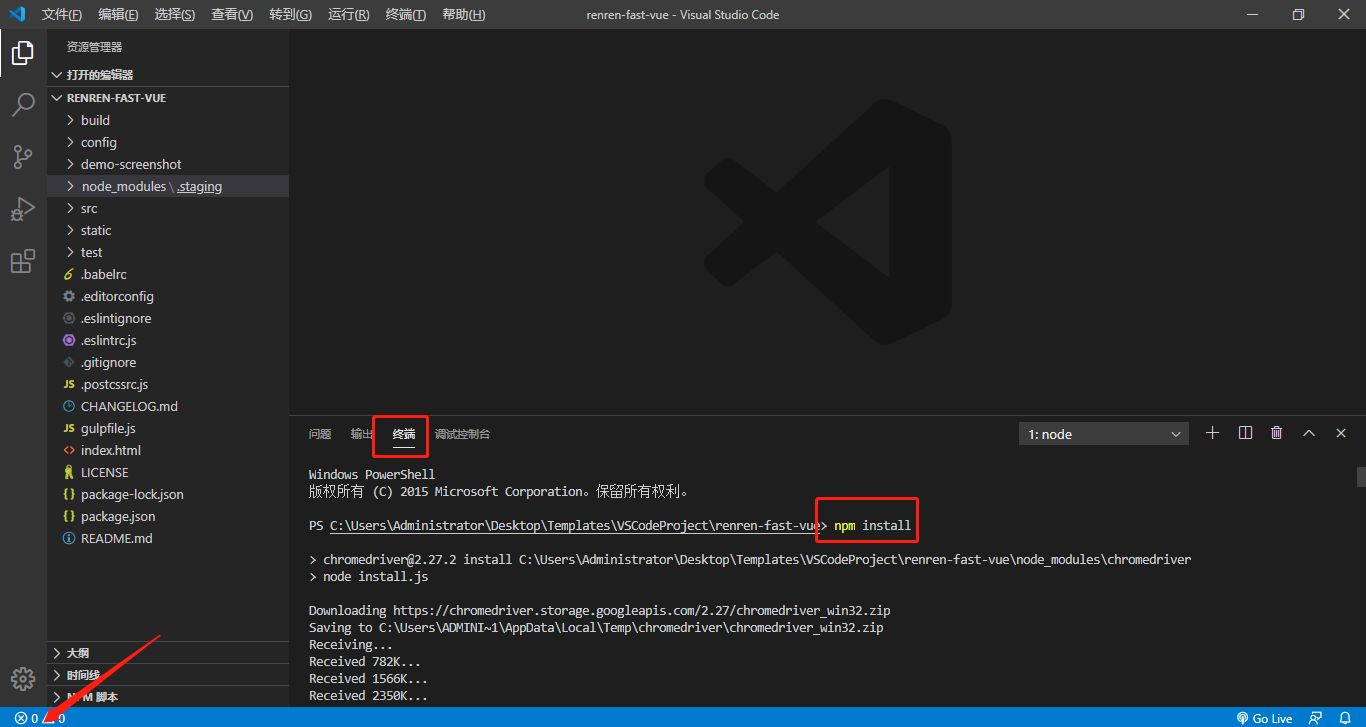 文件(F) 编辑(E) 选择(S) 查看(V) 转到(G) 运行(R) 终端(T) 帮助(H) renren-fast-vue - Visual Studio Code
资源管理器
打开的编辑器
RENREN-FAST-VUE
build
config
demo-screenshot
node_modules \ .staging
src
static
test
.babelrc
.editorconfig
.eslintignore
.eslintrc.js
.gitignore
.postcssrc.js
CHANGELOG.md
gulpfile.js
index.html
LICENSE
package-lock.json
package.json
README.md
大纲
时间线
NPM 脚本
问题 输出 终端 调试控制台 1: node
Windows PowerShell
版权所有 (C) 2015 Microsoft Corporation。保留所有权利。
PS C:\Users\Administrator\Desktop\Templates\VSCodeProject\renren-fast-vue> npm install
> chromedriver@2.27.2 install C:\Users\Administrator\Desktop\Templates\VSCodeProject\renren-fast-vue\node_modules\chromedriver
> node install.js
Downloading https://chromedriver.storage.googleapis.com/2.27/chromedriver_win32.zip
Saving to C:\Users\ADMINI~1\AppData\Local\Temp\chromedriver\chromedriver_win32.zip
Receiving...
Received 782K...
Received 1566K...
Received 2350K...
0 0 Go Live